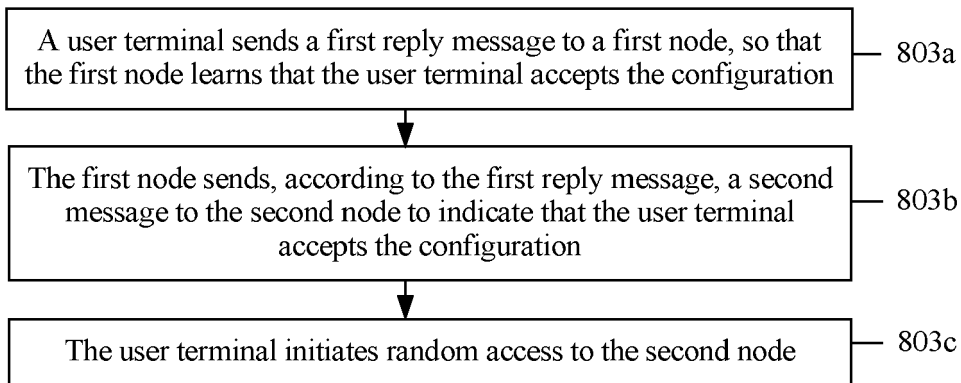 A user terminal sends a first reply message to a first node, so that
the first node learns that the user terminal accepts the configuration
803a
The first node sends, according to the first reply message, a second
message to the second node to indicate that the user terminal
accepts the configuration
803b
The user terminal initiates random access to the second node
803c